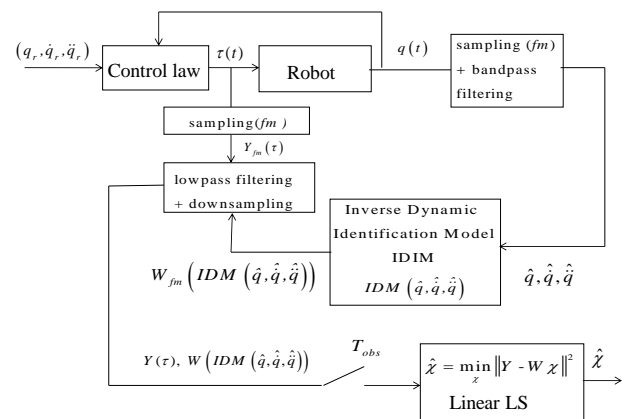 (q_r, q̇_r, q̈_r)
Control law
τ(t)
Robot
q(t)
sampling (fm)
+ bandpass
filtering
sampling(fm)
Y_fm(τ)
lowpass filtering
+ downsampling
Inverse Dynamic
Identification Model
IDIM
IDM (q̂, q̇̂, q̈̂)
W_fm (IDM (q̂, q̇̂, q̈̂))
q̂, q̇̂, q̈̂
Y(τ), W (IDM (q̂, q̇̂, q̈̂))
T_obs
χ̂ = min_χ ‖Y - W χ‖²
Linear LS
χ̂